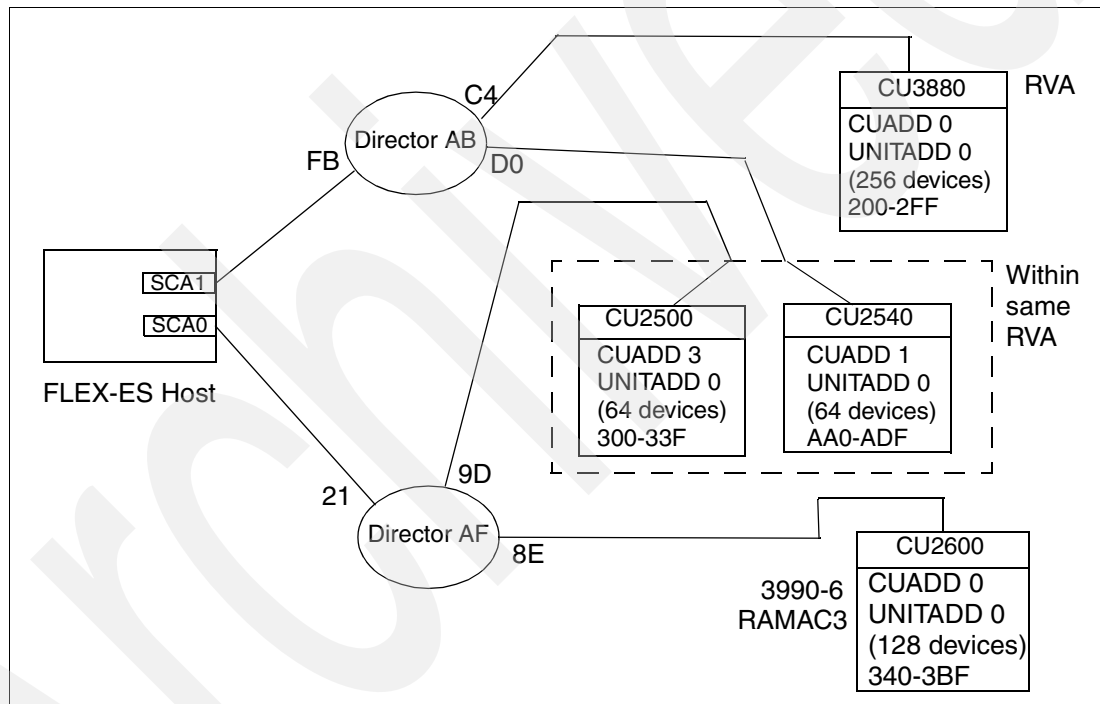 C4
Director AB
FB
D0
CU3880
CUADD 0
UNITADD 0
(256 devices)
200-2FF
RVA
SCA1
SCA0
FLEX-ES Host
CU2500
CUADD 3
UNITADD 0
(64 devices)
300-33F
CU2540
CUADD 1
UNITADD 0
(64 devices)
AA0-ADF
Within
same
RVA
21
9D
Director AF
8E
3990-6
RAMAC3
CU2600
CUADD 0
UNITADD 0
(128 devices)
340-3BF